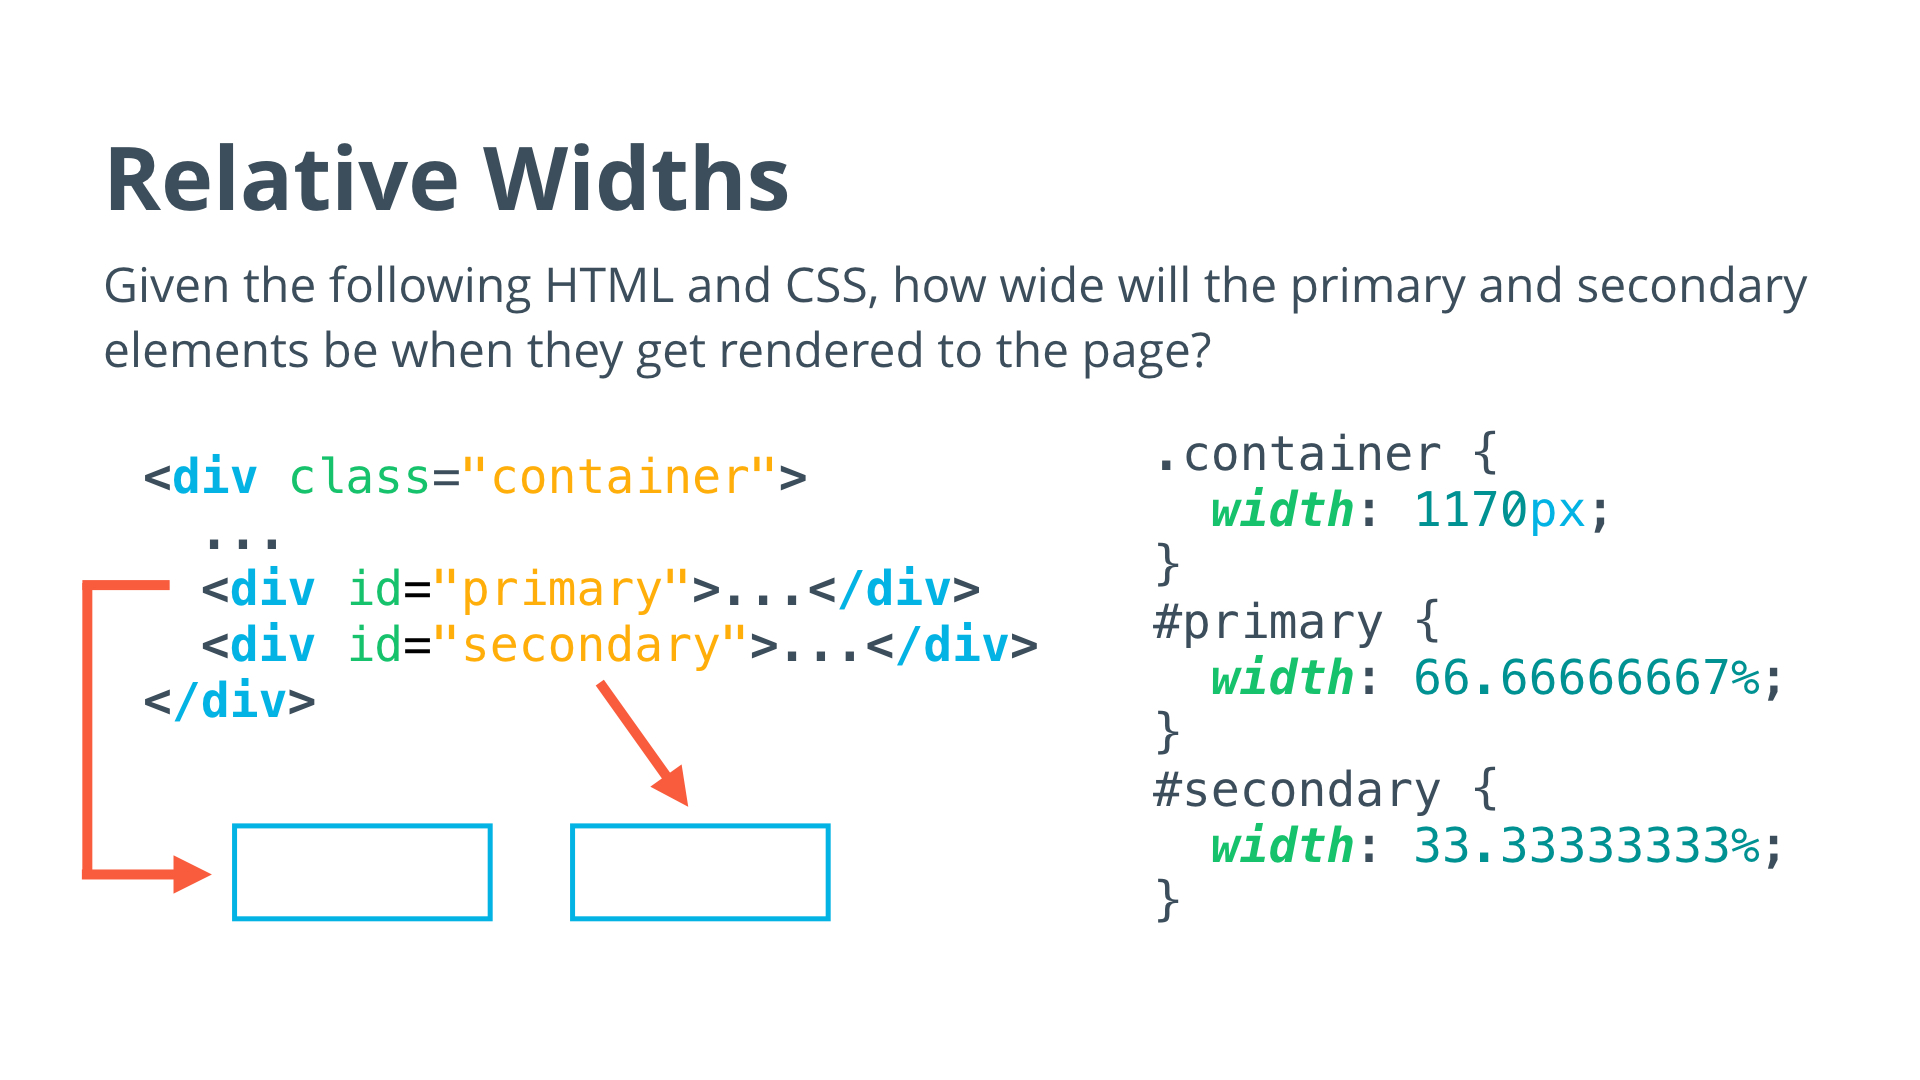 Relative Widths
Given the following HTML and CSS, how wide will the primary and secondary
elements be when they get rendered to the page?
<div class="container">
  ...
  <div id="primary">...</div>
  <div id="secondary">...</div>
</div>
.container {
  width: 1170px;
}
#primary {
  width: 66.66666667%;
}
#secondary {
  width: 33.33333333%;
}